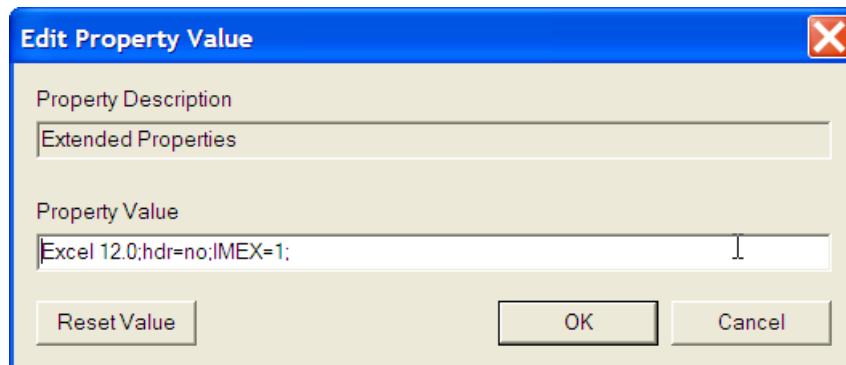 Edit Property Value
Property Description
Extended Properties
Property Value
Excel 12.0;hdr=no;IMEX=1;
Reset Value OK Cancel